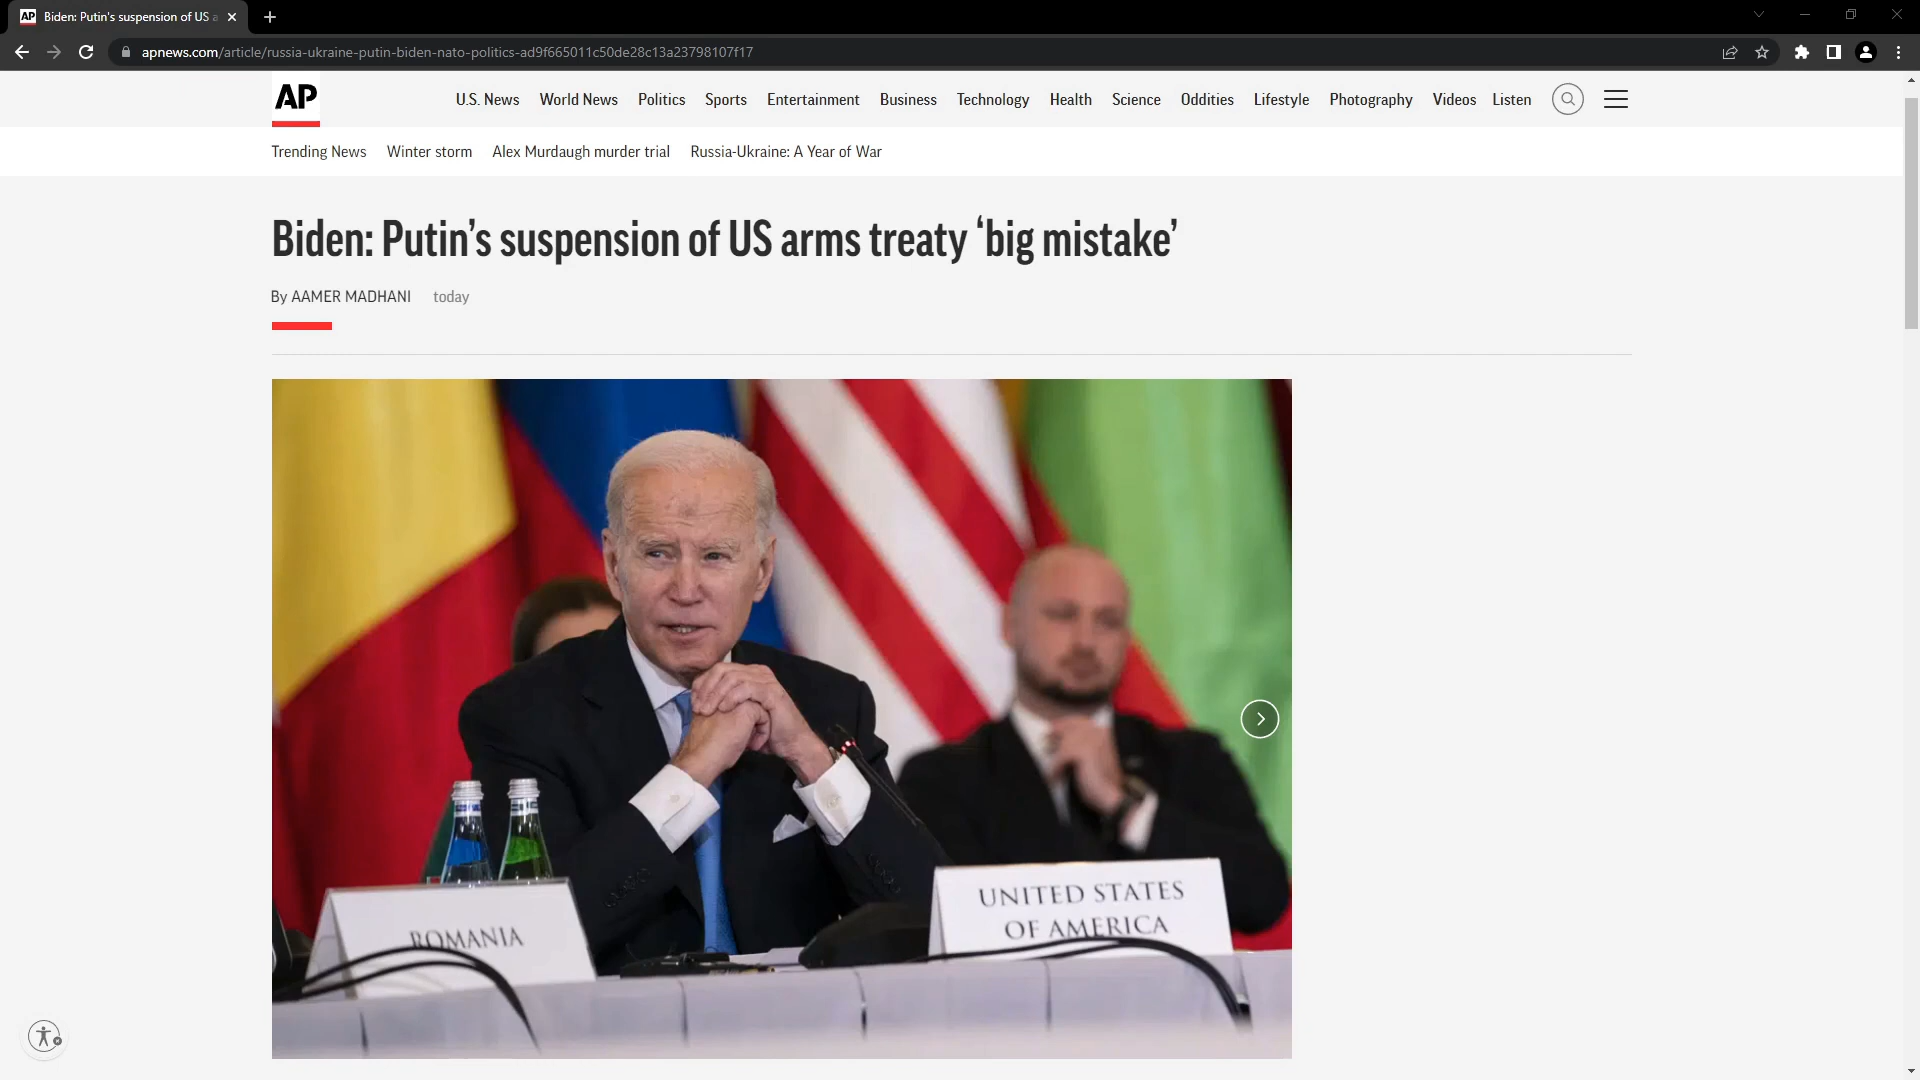 AP
Biden: Putin's suspension of US a
apnews.com/article/russia-ukraine-putin-biden-nato-politics-ad9f665011c50de28c13a23798107f17
AP
U.S. News World News Politics Sports Entertainment Business Technology Health Science Oddities Lifestyle Photography Videos Listen
Trending News Winter storm Alex Murdaugh murder trial Russia-Ukraine: A Year of War
Biden: Putin’s suspension of US arms treaty ‘big mistake’
By AAMER MADHANI today
ROMANIA
UNITED STATES
OF AMERICA